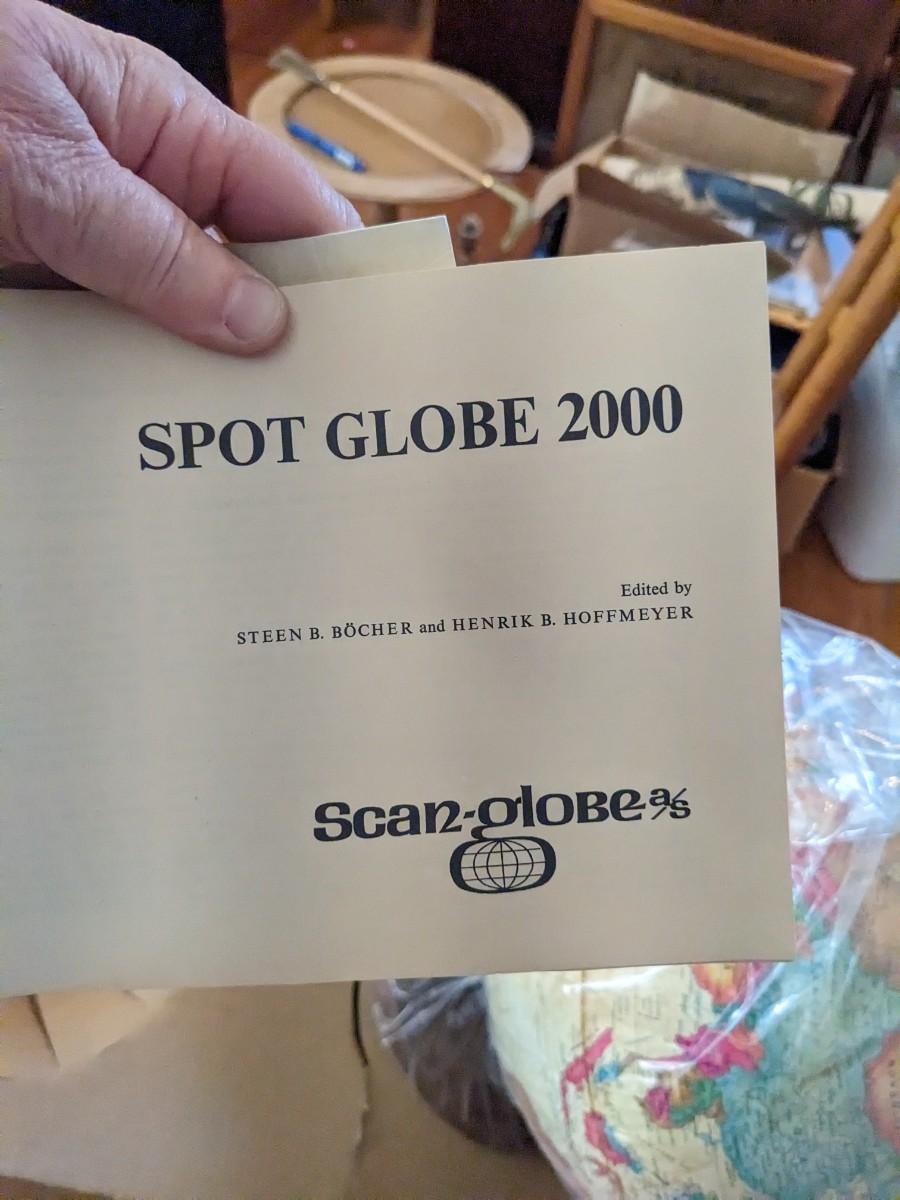 SPOT GLOBE 2000
Edited by
STEEN B. BÖCHER and HENRIK B. HOFFMEYER
Scan-globe a/s